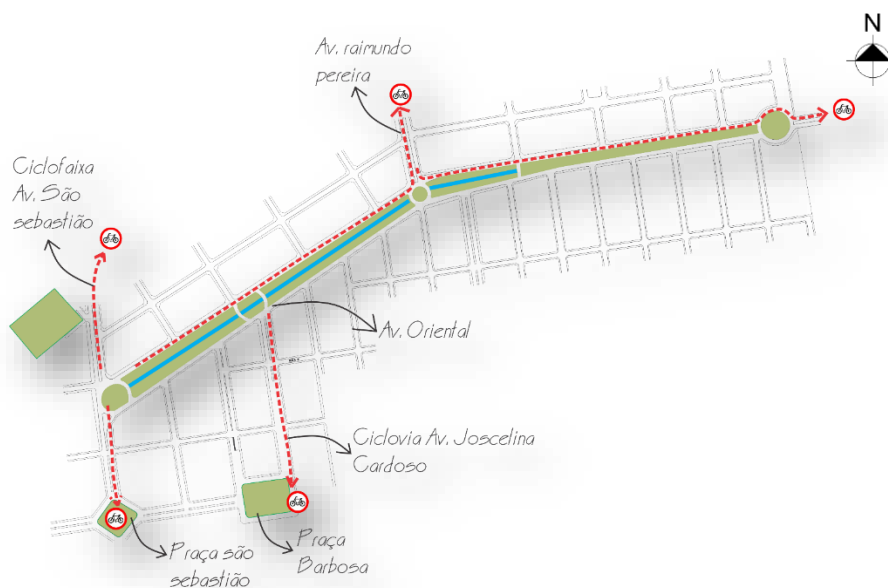 N
Av. raimundo
pereira
Ciclofaixa
Av. São
sebastião
Av. Oriental
Ciclovia Av. Joscelina
Cardoso
Praça são
sebastião
Praça
Barbosa